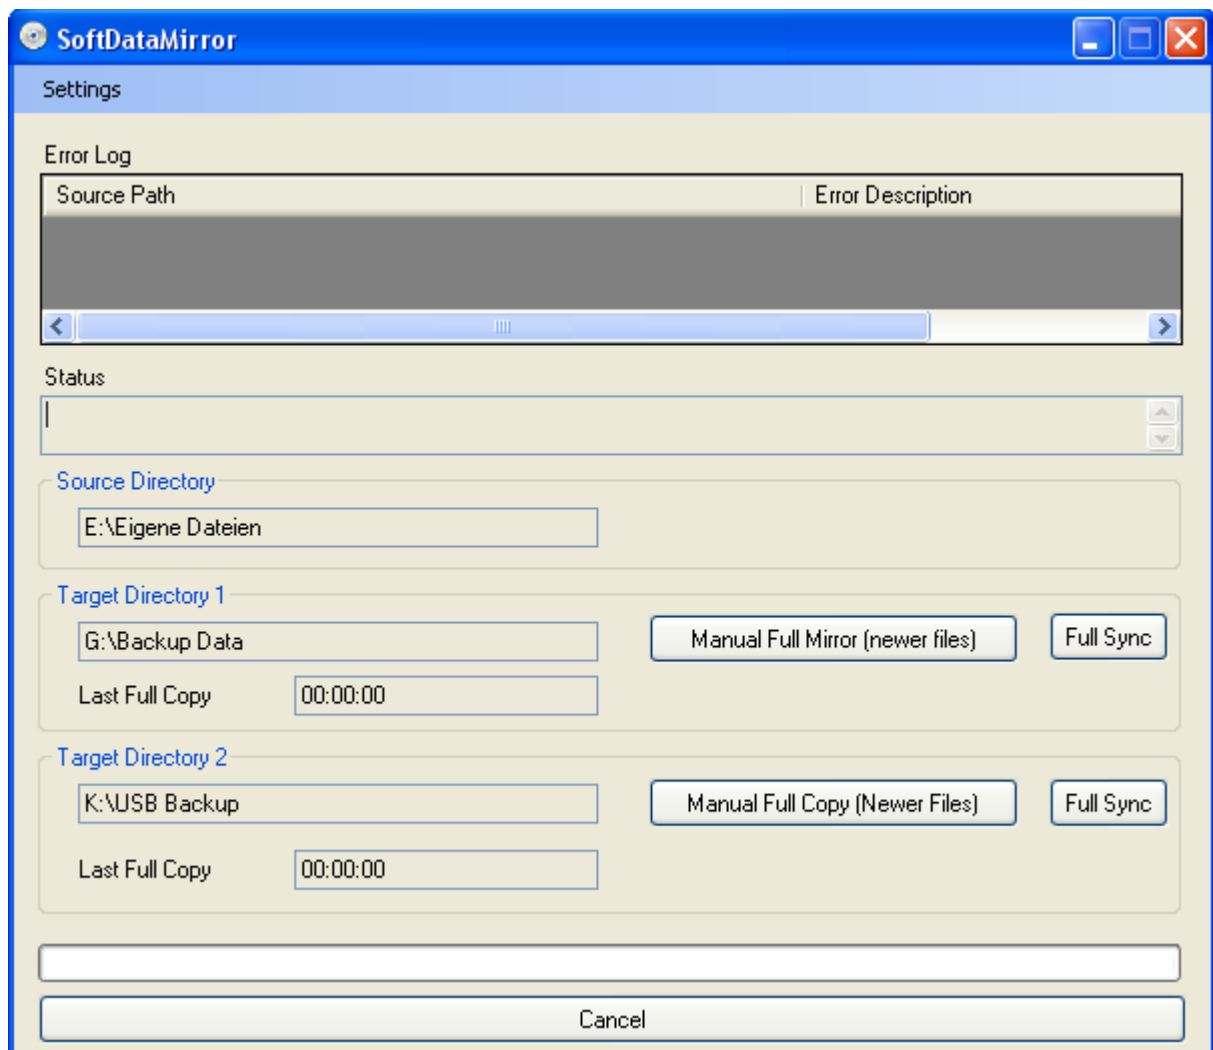 SoftDataMirror
Settings
Error Log
Source Path Error Description
Status
Source Directory
E:\Eigene Dateien
Target Directory 1
G:\Backup Data Manual Full Mirror (newer files) Full Sync
Last Full Copy 00:00:00
Target Directory 2
K:\USB Backup Manual Full Copy (Newer Files) Full Sync
Last Full Copy 00:00:00
Cancel